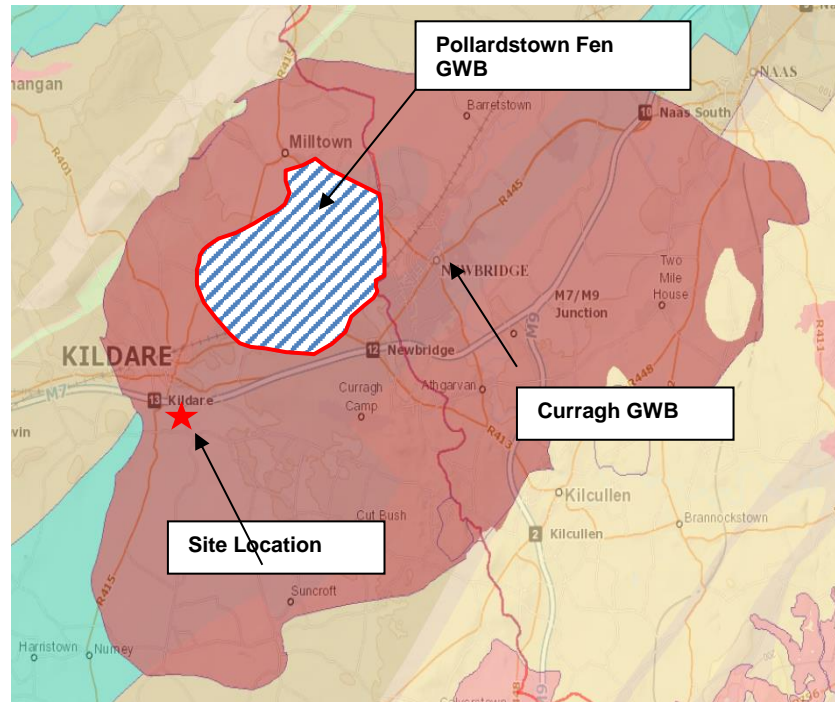 Pollardstown Fen
GWB
R415
NAAS
Barretstown
10 Naas South
R401
Milltown
R445
NEWBRIDGE
Two
Mile
House
M7/M9
Junction
M9
R411
KILDARE
12 Newbridge
M7
R448
Curragh
Camp
Athgarvan
13 Kildare
Curragh GWB
R413
Kilcullen
Cut Bush
Brannockstown
2 Kilcullen
Site Location
R415
Suncroft
Harristown
Nurney
M9